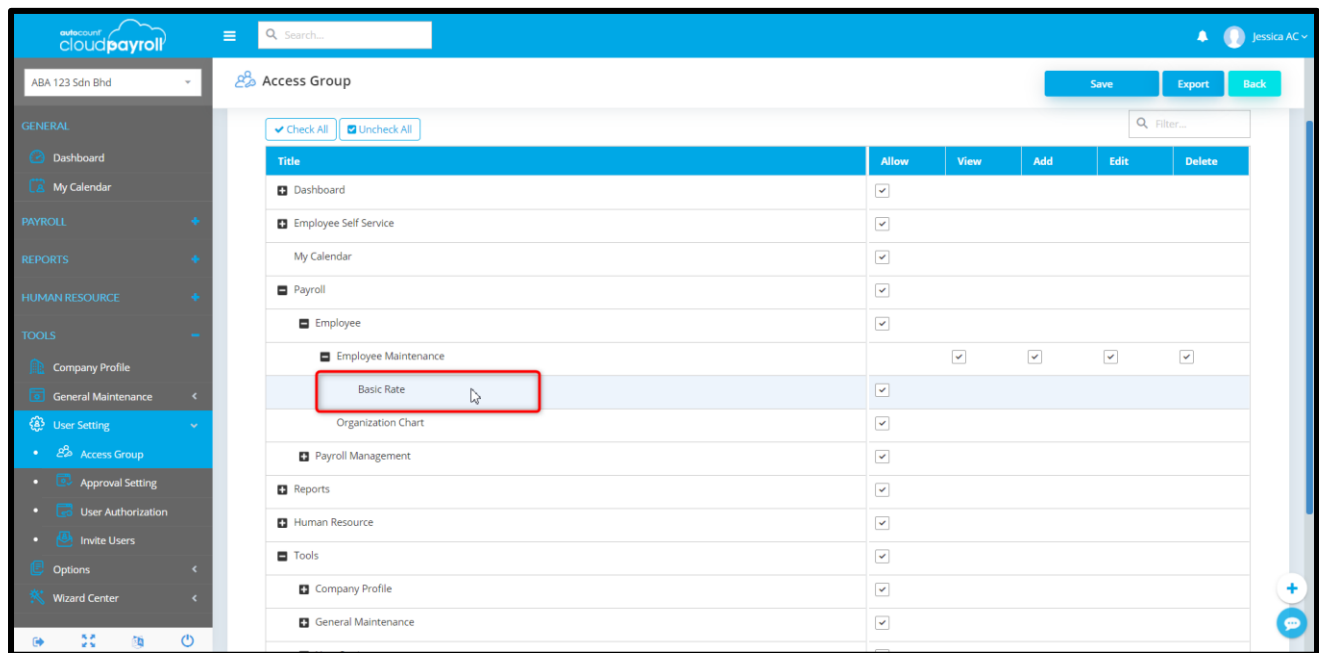 autocount
cloudpayroll
Search...
Jessica AC
ABA 123 Sdn Bhd
Access Group
Save
Export
Back
GENERAL
Dashboard
My Calendar
PAYROLL
REPORTS
HUMAN RESOURCE
TOOLS
Company Profile
General Maintenance
User Setting
Access Group
Approval Setting
User Authorization
Invite Users
Options
Wizard Center
Check All
Uncheck All
Filter...
Title Allow View Add Edit Delete
Dashboard
Employee Self Service
My Calendar
Payroll
Employee
Employee Maintenance
Basic Rate
Organization Chart
Payroll Management
Reports
Human Resource
Tools
Company Profile
General Maintenance